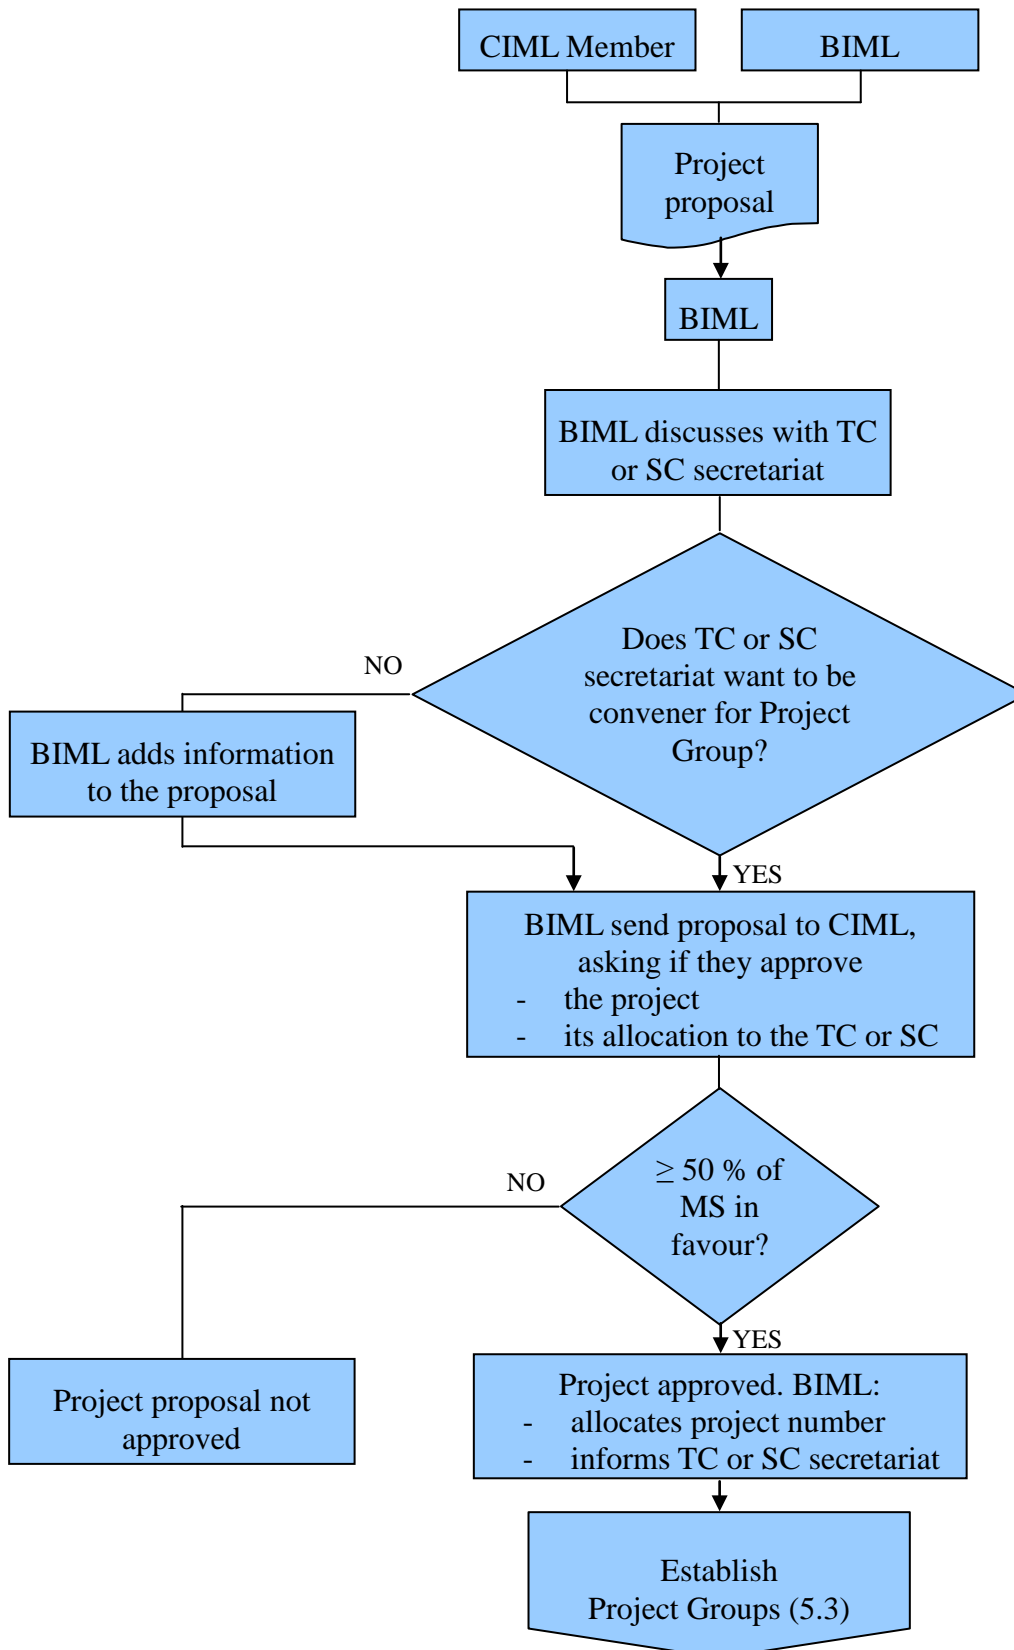 CIML Member
BIML
Project
proposal
BIML
BIML discusses with TC
or SC secretariat
Does TC or SC
secretariat want to be
convener for Project
Group?
NO
BIML adds information
to the proposal
YES
BIML send proposal to CIML,
asking if they approve
- the project
- its allocation to the TC or SC
≥ 50 % of
MS in
favour?
NO
YES
Project proposal not
approved
Project approved. BIML:
- allocates project number
- informs TC or SC secretariat
Establish
Project Groups (5.3)